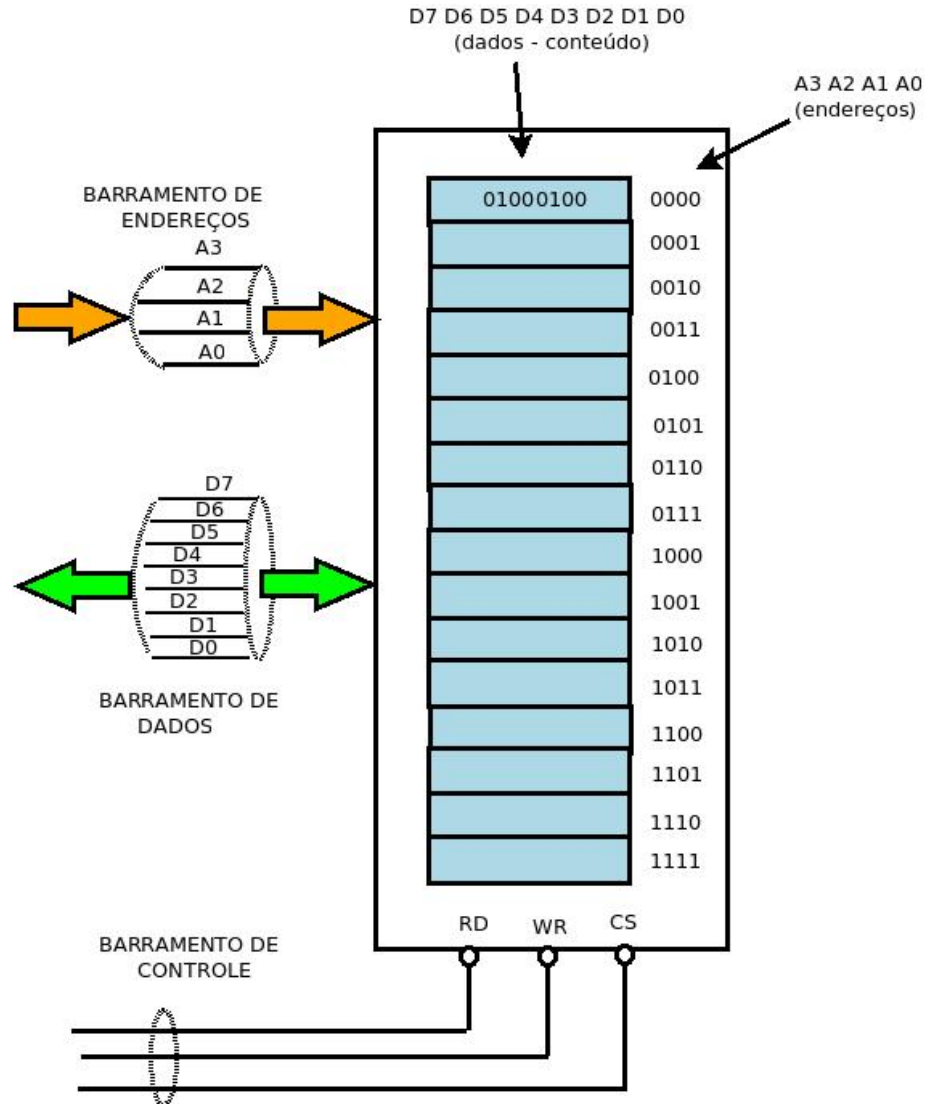 D7 D6 D5 D4 D3 D2 D1 D0
(dados - conteúdo)
A3 A2 A1 A0
(endereços)
BARRAMENTO DE
ENDEREÇOS
A3
A2
A1
A0
01000100
0000
0001
0010
0011
0100
0101
0110
0111
1000
1001
1010
1011
1100
1101
1110
1111
D7
D6
D5
D4
D3
D2
D1
D0
BARRAMENTO DE
DADOS
RD WR CS
BARRAMENTO DE
CONTROLE